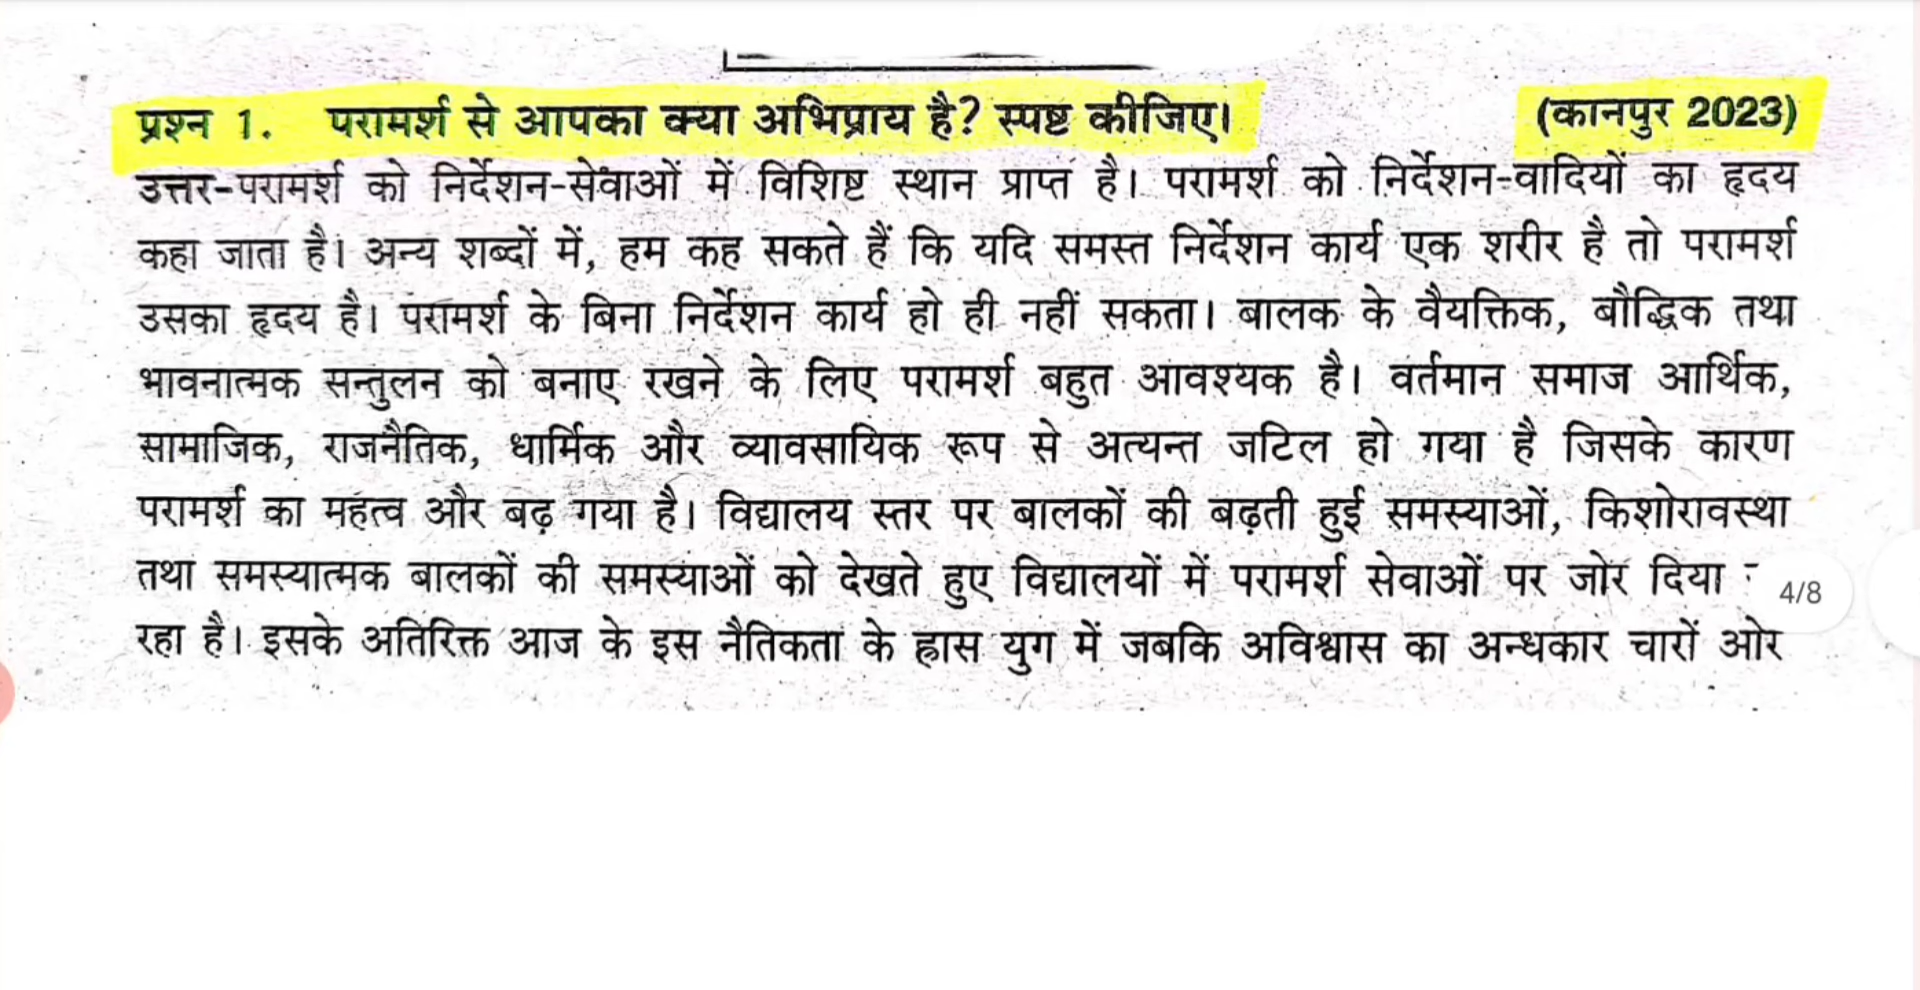 प्रश्न 1. परामर्श से आपका क्या अभिप्राय है? स्पष्ट कीजिए। (कानपुर 2023)
उत्तर-परामर्श को निर्देशन-सेवाओं में विशिष्ट स्थान प्राप्त है। परामर्श को निर्देशन-वादियों का हृदय
कहा जाता है। अन्य शब्दों में, हम कह सकते हैं कि यदि समस्त निर्देशन कार्य एक शरीर है तो परामर्श
उसका हृदय है। परामर्श के बिना निर्देशन कार्य हो ही नहीं सकता। बालक के वैयक्तिक, बौद्धिक तथा
भावनात्मक सन्तुलन को बनाए रखने के लिए परामर्श बहुत आवश्यक है। वर्तमान समाज आर्थिक,
सामाजिक, राजनैतिक, धार्मिक और व्यावसायिक रूप से अत्यन्त जटिल हो गया है जिसके कारण
परामर्श का महत्व और बढ़ गया है। विद्यालय स्तर पर बालकों की बढ़ती हुई समस्याओं, किशोरावस्था
तथा समस्यात्मक बालकों की समस्याओं को देखते हुए विद्यालयों में परामर्श सेवाओं पर जोर दिया
4/8
रहा है। इसके अतिरिक्त आज के इस नैतिकता के ह्रास युग में जबकि अविश्वास का अन्धकार चारों ओर